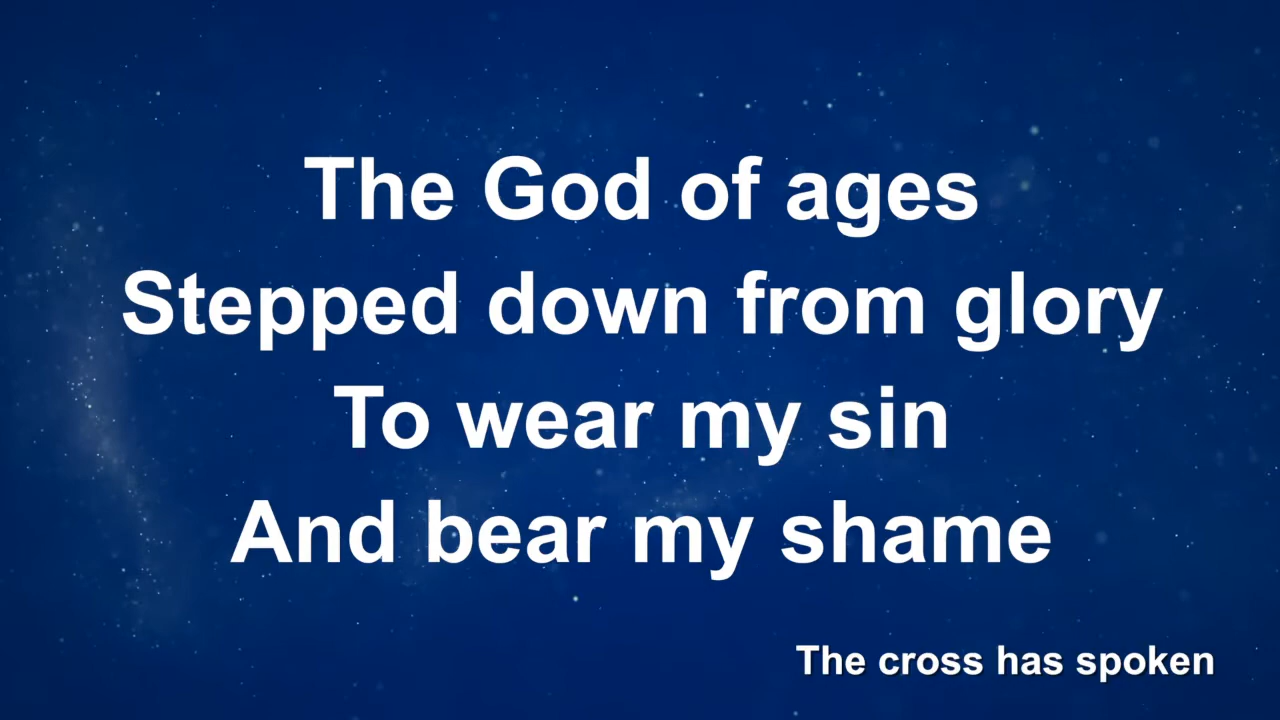 The God of ages
Stepped down from glory
To wear my sin
And bear my shame
The cross has spoken